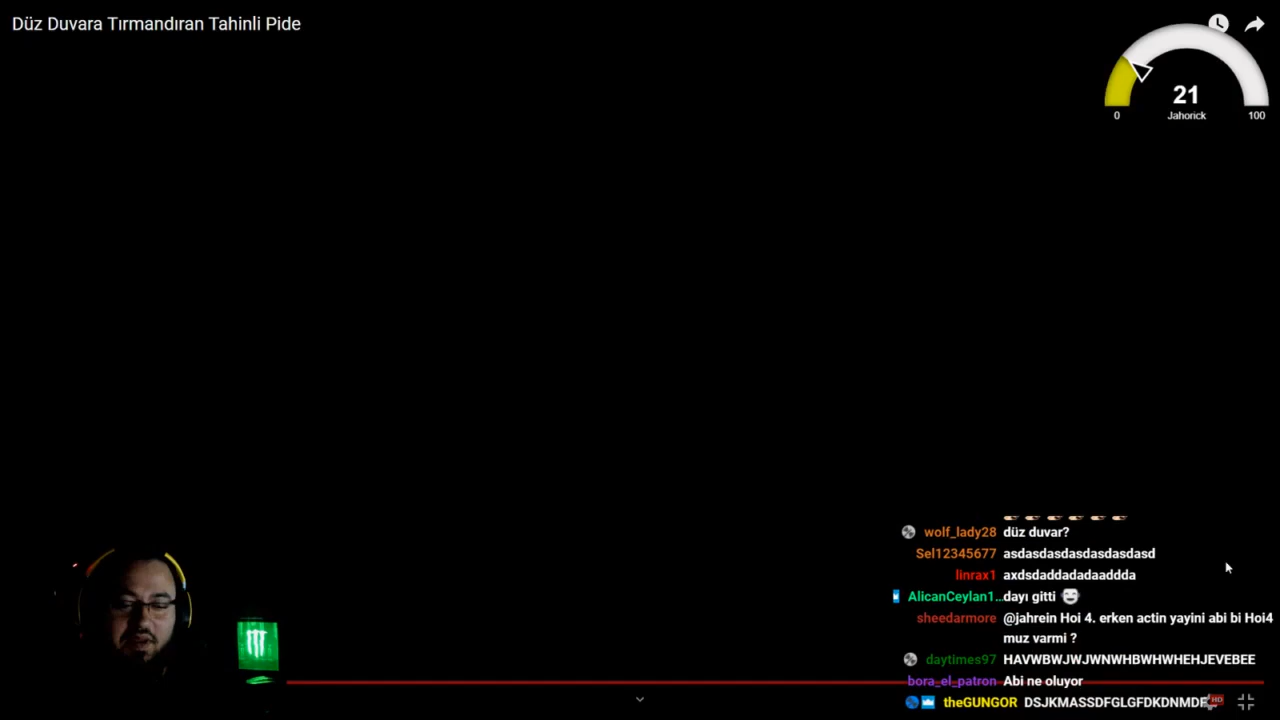 Düz Duvara Tırmandıran Tahinli Pide
21
0 Jahorick 100
wolf_lady28 düz duvar?
Sel12345677 asdasdasdasdasdasdasd
linrax1 axdsdaddadadaaddda
AlicanCeylan1... dayı gitti
sheedarmore @jahrein Hoi 4. erken actin yayini abi bi Hoi4
muz varmi ?
daytimes97 HAVWBWJWJWNWHBWHWHEHJEVEBEE
bora_el_patron Abi ne oluyor
theGUNGOR DSJKMASSDFGLGFDKDNMDF
HD